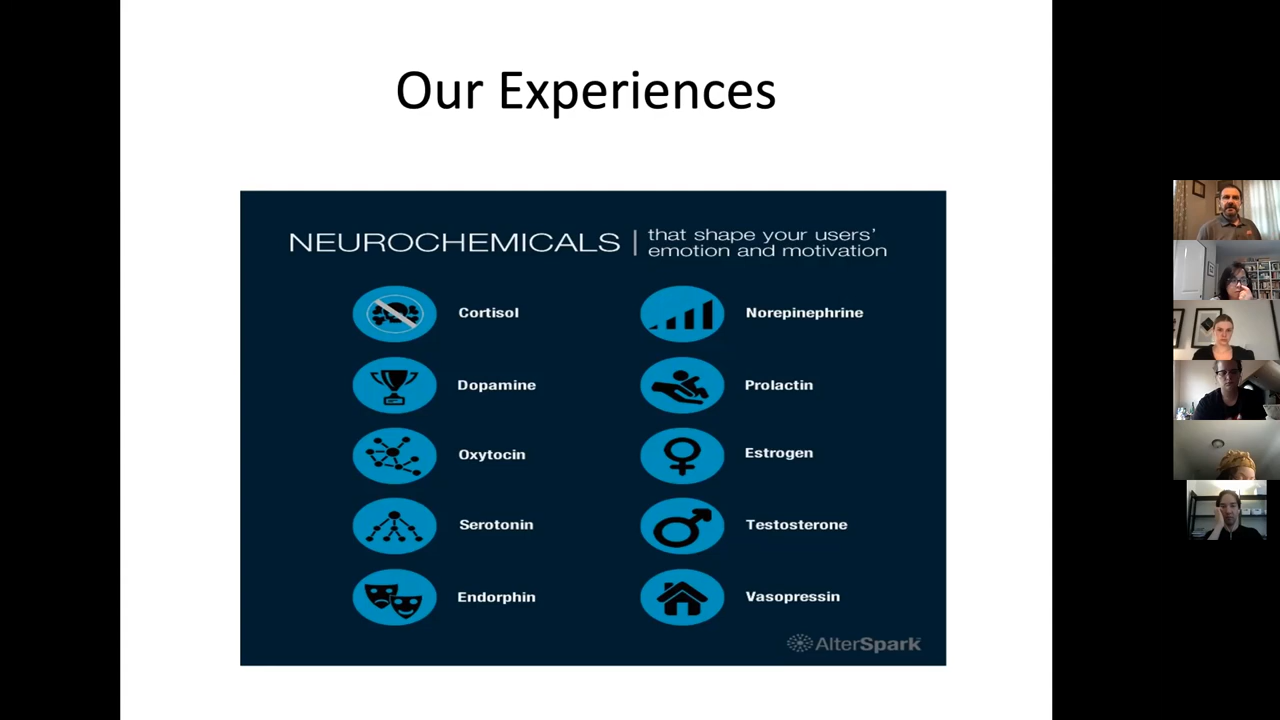 Our Experiences
NEUROCHEMICALS | that shape your users'
emotion and motivation
Cortisol
Norepinephrine
Dopamine
Prolactin
Oxytocin
Estrogen
Serotonin
Testosterone
Endorphin
Vasopressin
AlterSpark